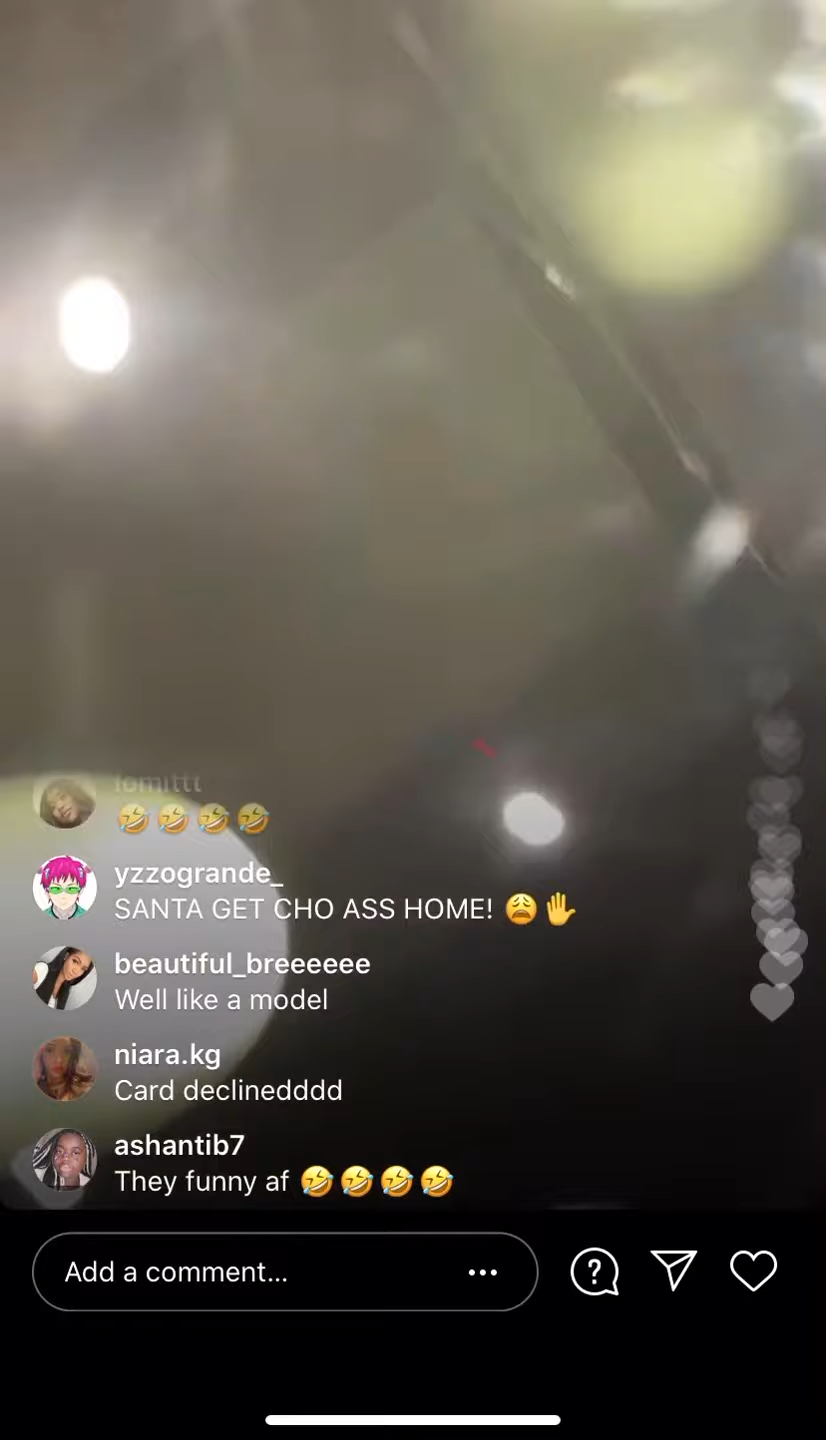 lomittt
🤣🤣🤣🤣
yzzogrande_
SANTA GET CHO ASS HOME! 😩✋
beautiful_breeeeee
Well like a model
niara.kg
Card declinedddd
ashantib7
They funny af 🤣🤣🤣🤣
Add a comment...